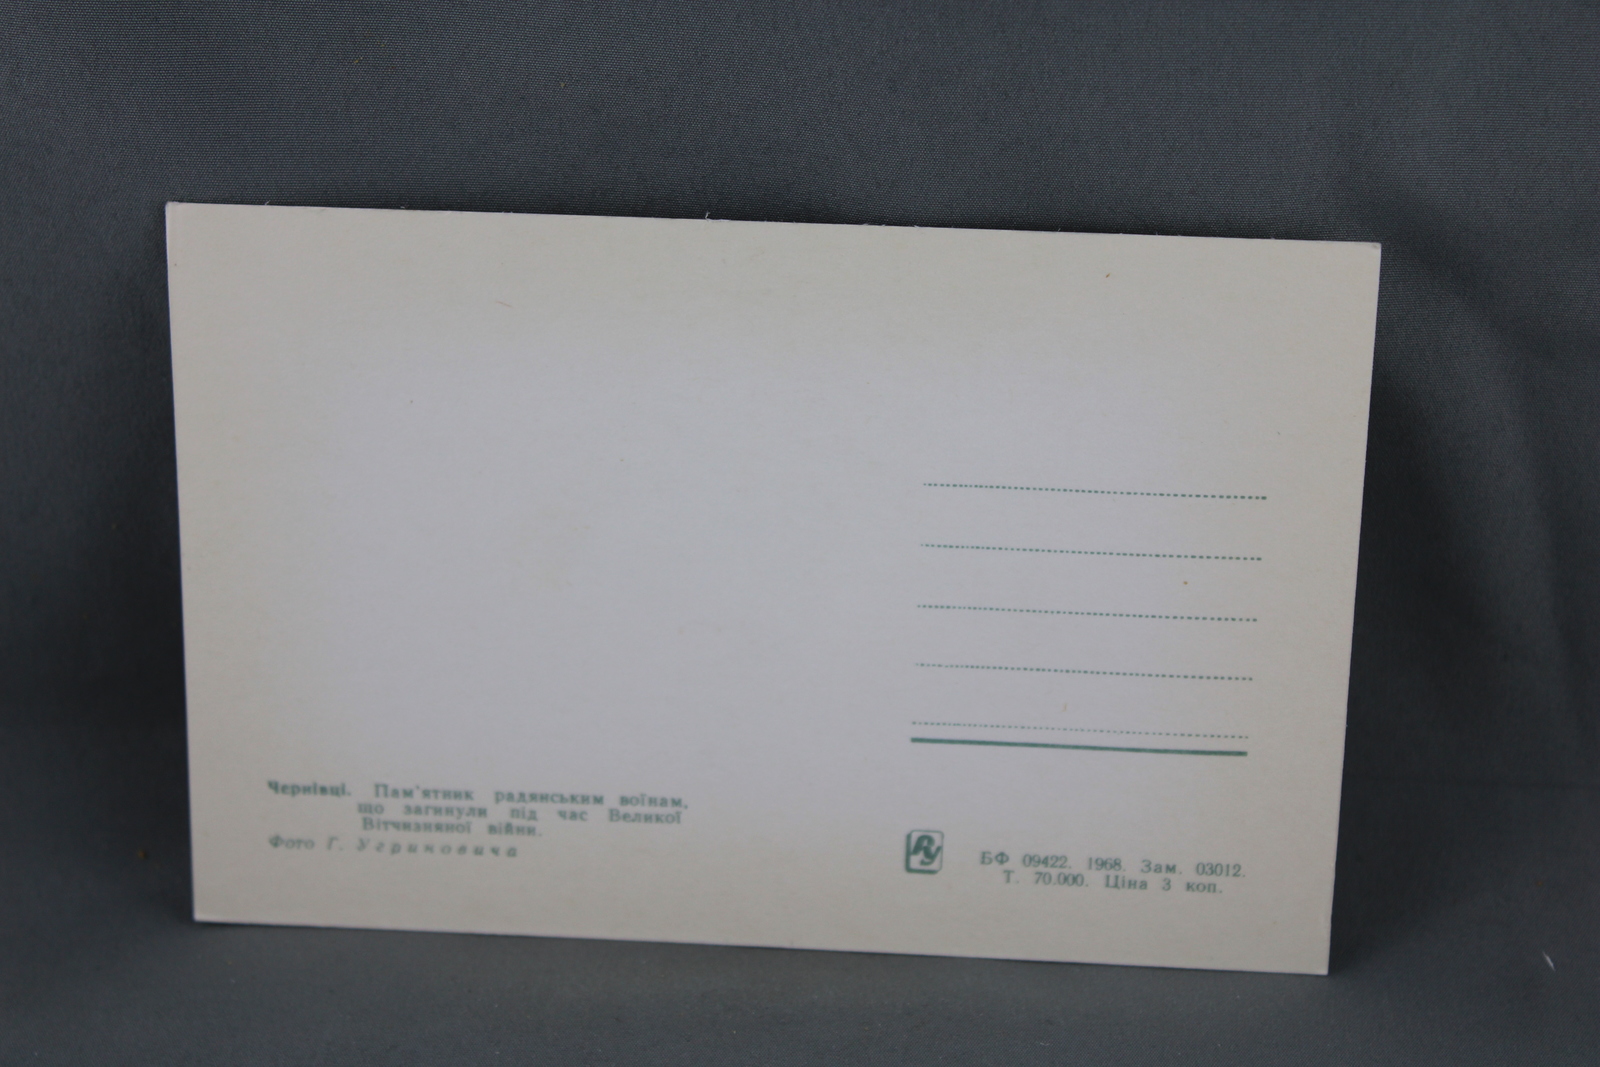 Чернівці. Пам'ятник радянським воїнам,
що загинули під час Великої
Вітчизняної війни.
Фото Г. Угриновича
РУ
БФ 09422. 1968. Зам. 03012.
Т. 70.000. Ціна 3 коп.